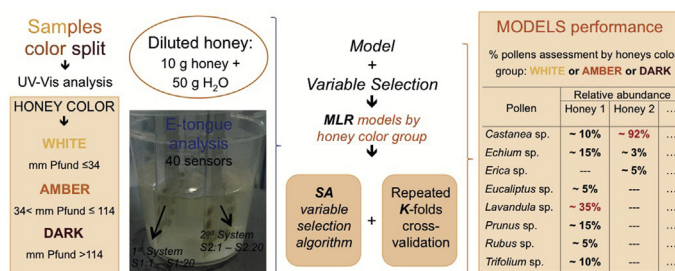 Samples
color split
UV-Vis analysis
HONEY COLOR
WHITE
mm Pfund ≤34
AMBER
34< mm Pfund ≤ 114
DARK
mm Pfund >114
Diluted honey:
10 g honey +
50 g H₂O
E-tongue
analysis
40 sensors
1st System
S1:1 – S1:20
2nd System
S2:1 – S2:20
Model
+
Variable Selection
MLR models by
honey color group
SA
variable
selection
algorithm
+
Repeated
K-folds
cross-
validation
MODELS performance
% pollens assessment by honeys color
group: WHITE or AMBER or DARK
Relative abundance
Pollen Honey 1 Honey 2 ...
Castanea sp. ~ 10% ~ 92% ...
Echium sp. ~ 15% ~ 3% ...
Erica sp. --- ~ 5% ...
Eucaliptus sp. ~ 5% --- ...
Lavandula sp. ~ 35% --- ...
Prunus sp. ~ 15% --- ...
Rubus sp. ~ 5% --- ...
Trifolium sp. ~ 10% --- ...